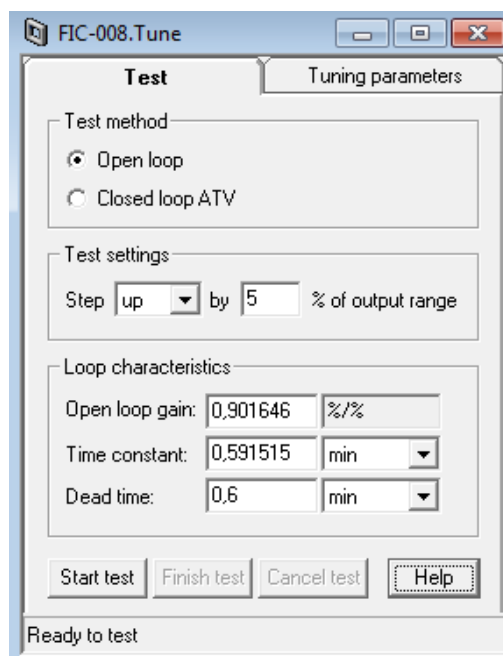 FIC-008.Tune
Test Tuning parameters
Test method
Open loop
Closed loop ATV
Test settings
Step up by 5 % of output range
Loop characteristics
Open loop gain: 0,901646 %/%
Time constant: 0,591515 min
Dead time: 0,6 min
Start test Finish test Cancel test Help
Ready to test